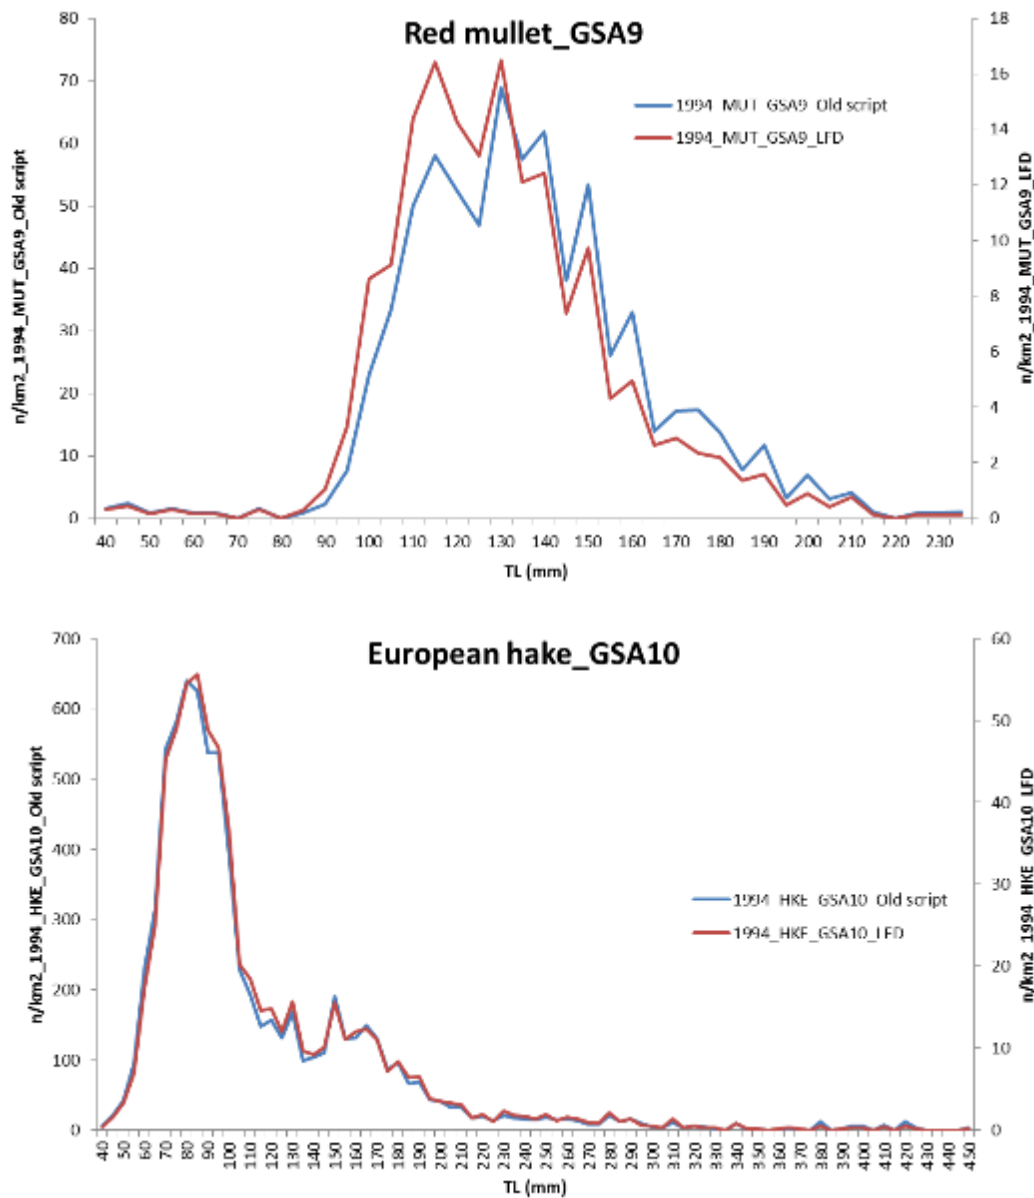 Red mullet_GSA9
80
70
60
50
40
30
20
10
0
18
16
14
12
10
8
6
4
2
0
n/km2_1994_MUT_GSA9_Old script
n/km2_1994_MUT_GSA9_LFD
1994_MUT_GSA9_Old script
1994_MUT_GSA9_LFD
40 50 60 70 80 90 100 110 120 130 140 150 160 170 180 190 200 210 220 230
TL (mm)
European hake_GSA10
700
600
500
400
300
200
100
0
60
50
40
30
20
10
0
n/km2_1994_HKE_GSA10_Old script
n/km2_1994_HKE_GSA10_LFD
1994_HKE_GSA10_Old script
1994_HKE_GSA10_LFD
40 50 60 70 80 90 100 110 120 130 140 150 160 170 180 190 200 210 220 230 240 250 260 270 280 290 300 310 320 330 340 350 360 370 380 390 400 410 420 430 440 450
TL (mm)